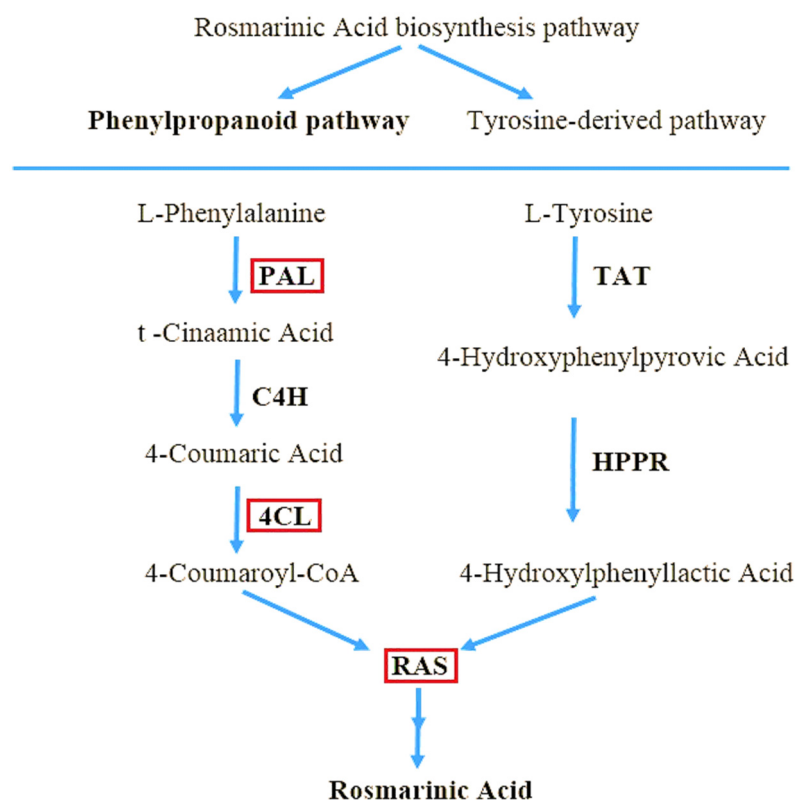 Rosmarinic Acid biosynthesis pathway
Phenylpropanoid pathway
Tyrosine-derived pathway
L-Phenylalanine
L-Tyrosine
PAL
TAT
t -Cinaamic Acid
4-Hydroxyphenylpyrovic Acid
C4H
4-Coumaric Acid
HPPR
4CL
4-Coumaroyl-CoA
4-Hydroxylphenyllactic Acid
RAS
Rosmarinic Acid